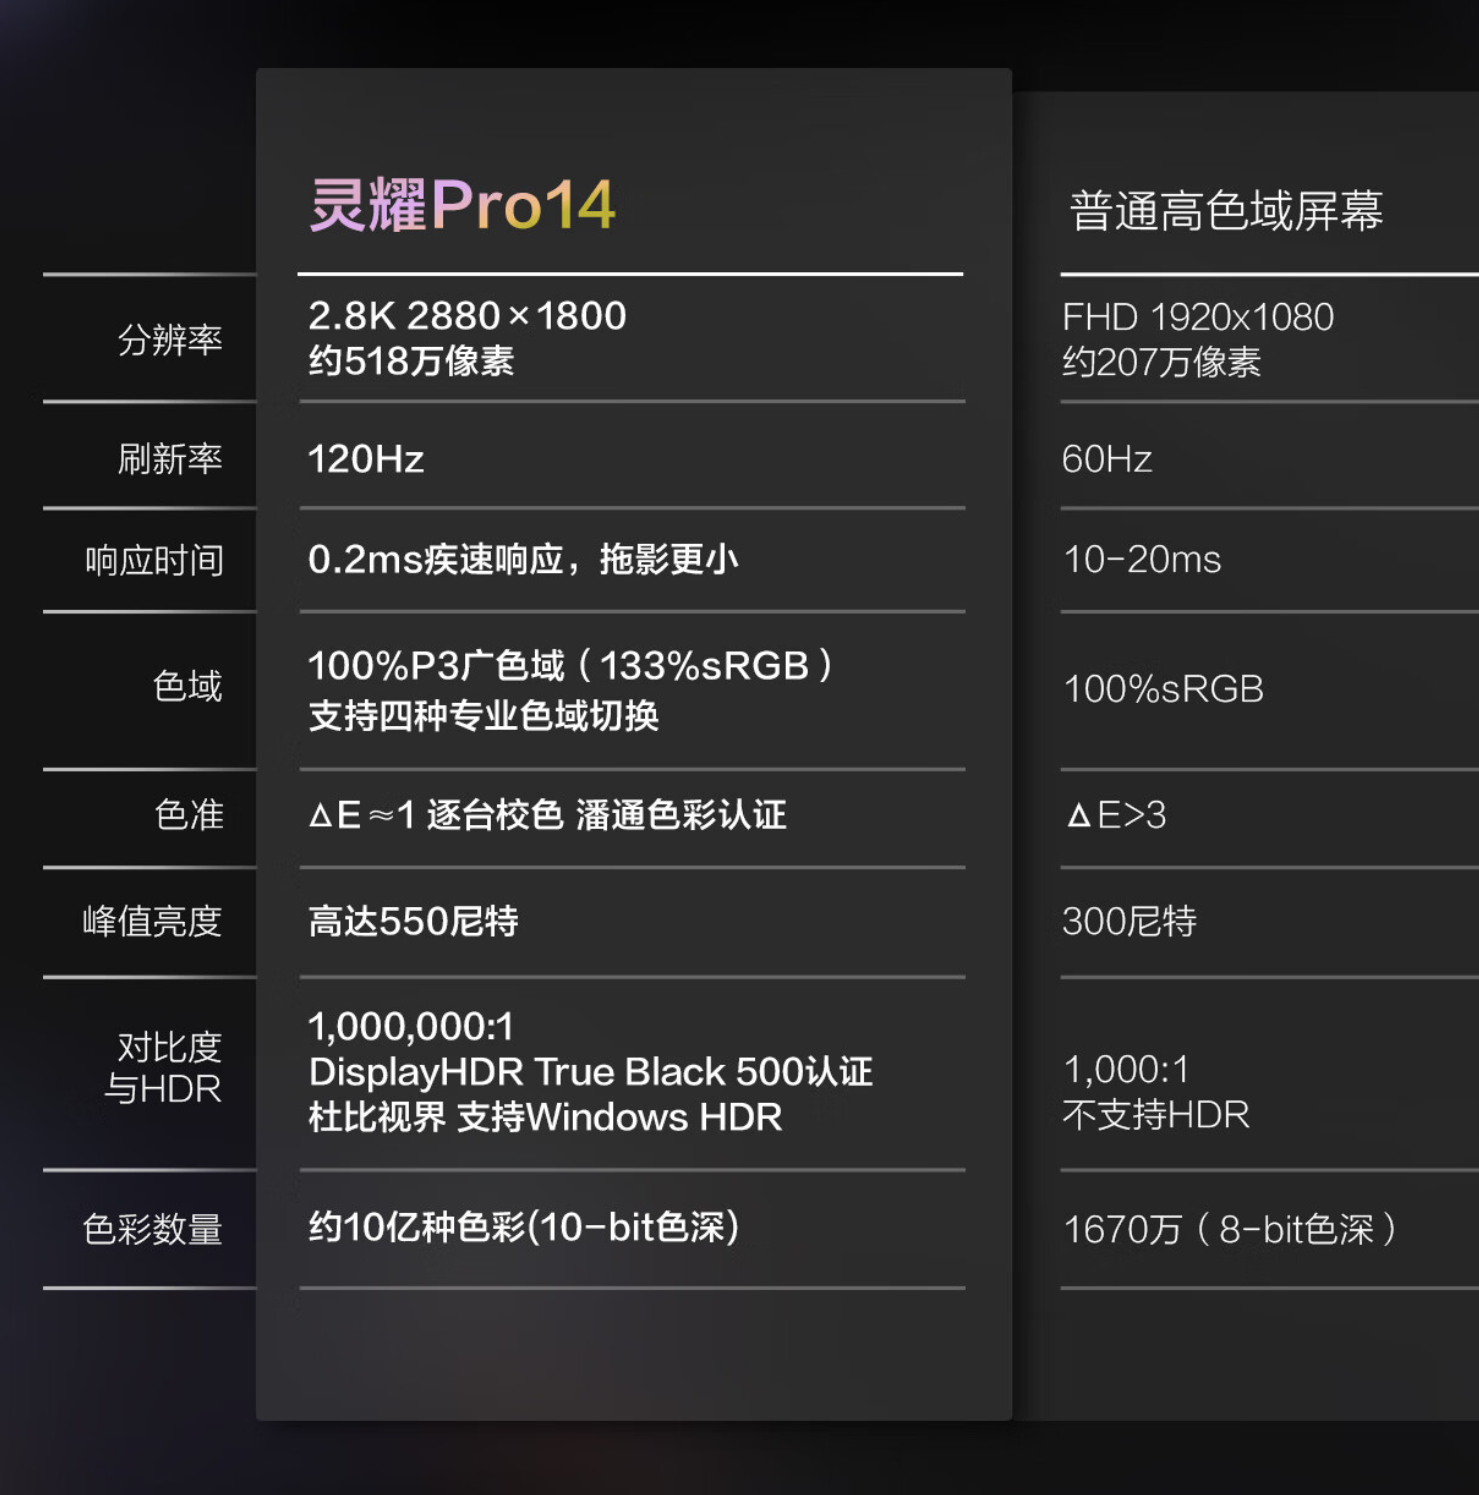 灵耀Pro14
普通高色域屏幕
分辨率
2.8K 2880×1800
约518万像素
FHD 1920x1080
约207万像素
刷新率
120Hz
60Hz
响应时间
0.2ms疾速响应，拖影更小
10-20ms
色域
100%P3广色域（133%sRGB）
支持四种专业色域切换
100%sRGB
色准
△E≈1 逐台校色 潘通色彩认证
△E>3
峰值亮度
高达550尼特
300尼特
对比度
与HDR
1,000,000:1
DisplayHDR True Black 500认证
杜比视界 支持Windows HDR
1,000:1
不支持HDR
色彩数量
约10亿种色彩(10-bit色深)
1670万（8-bit色深）